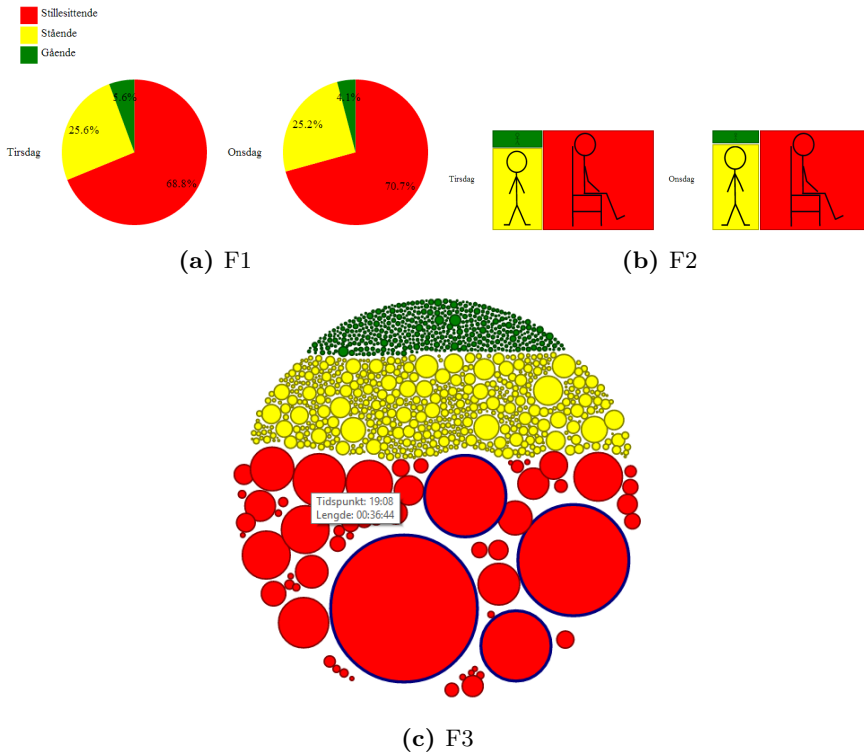 Stillesittende
Stående
Gående
Tirsdag
5.6%
25.6%
68.8%
Onsdag
4.1%
25.2%
70.7%
Tirsdag
Onsdag
(a) F1
(b) F2
Tidspunkt: 19:08
Lengde: 00:36:44
(c) F3